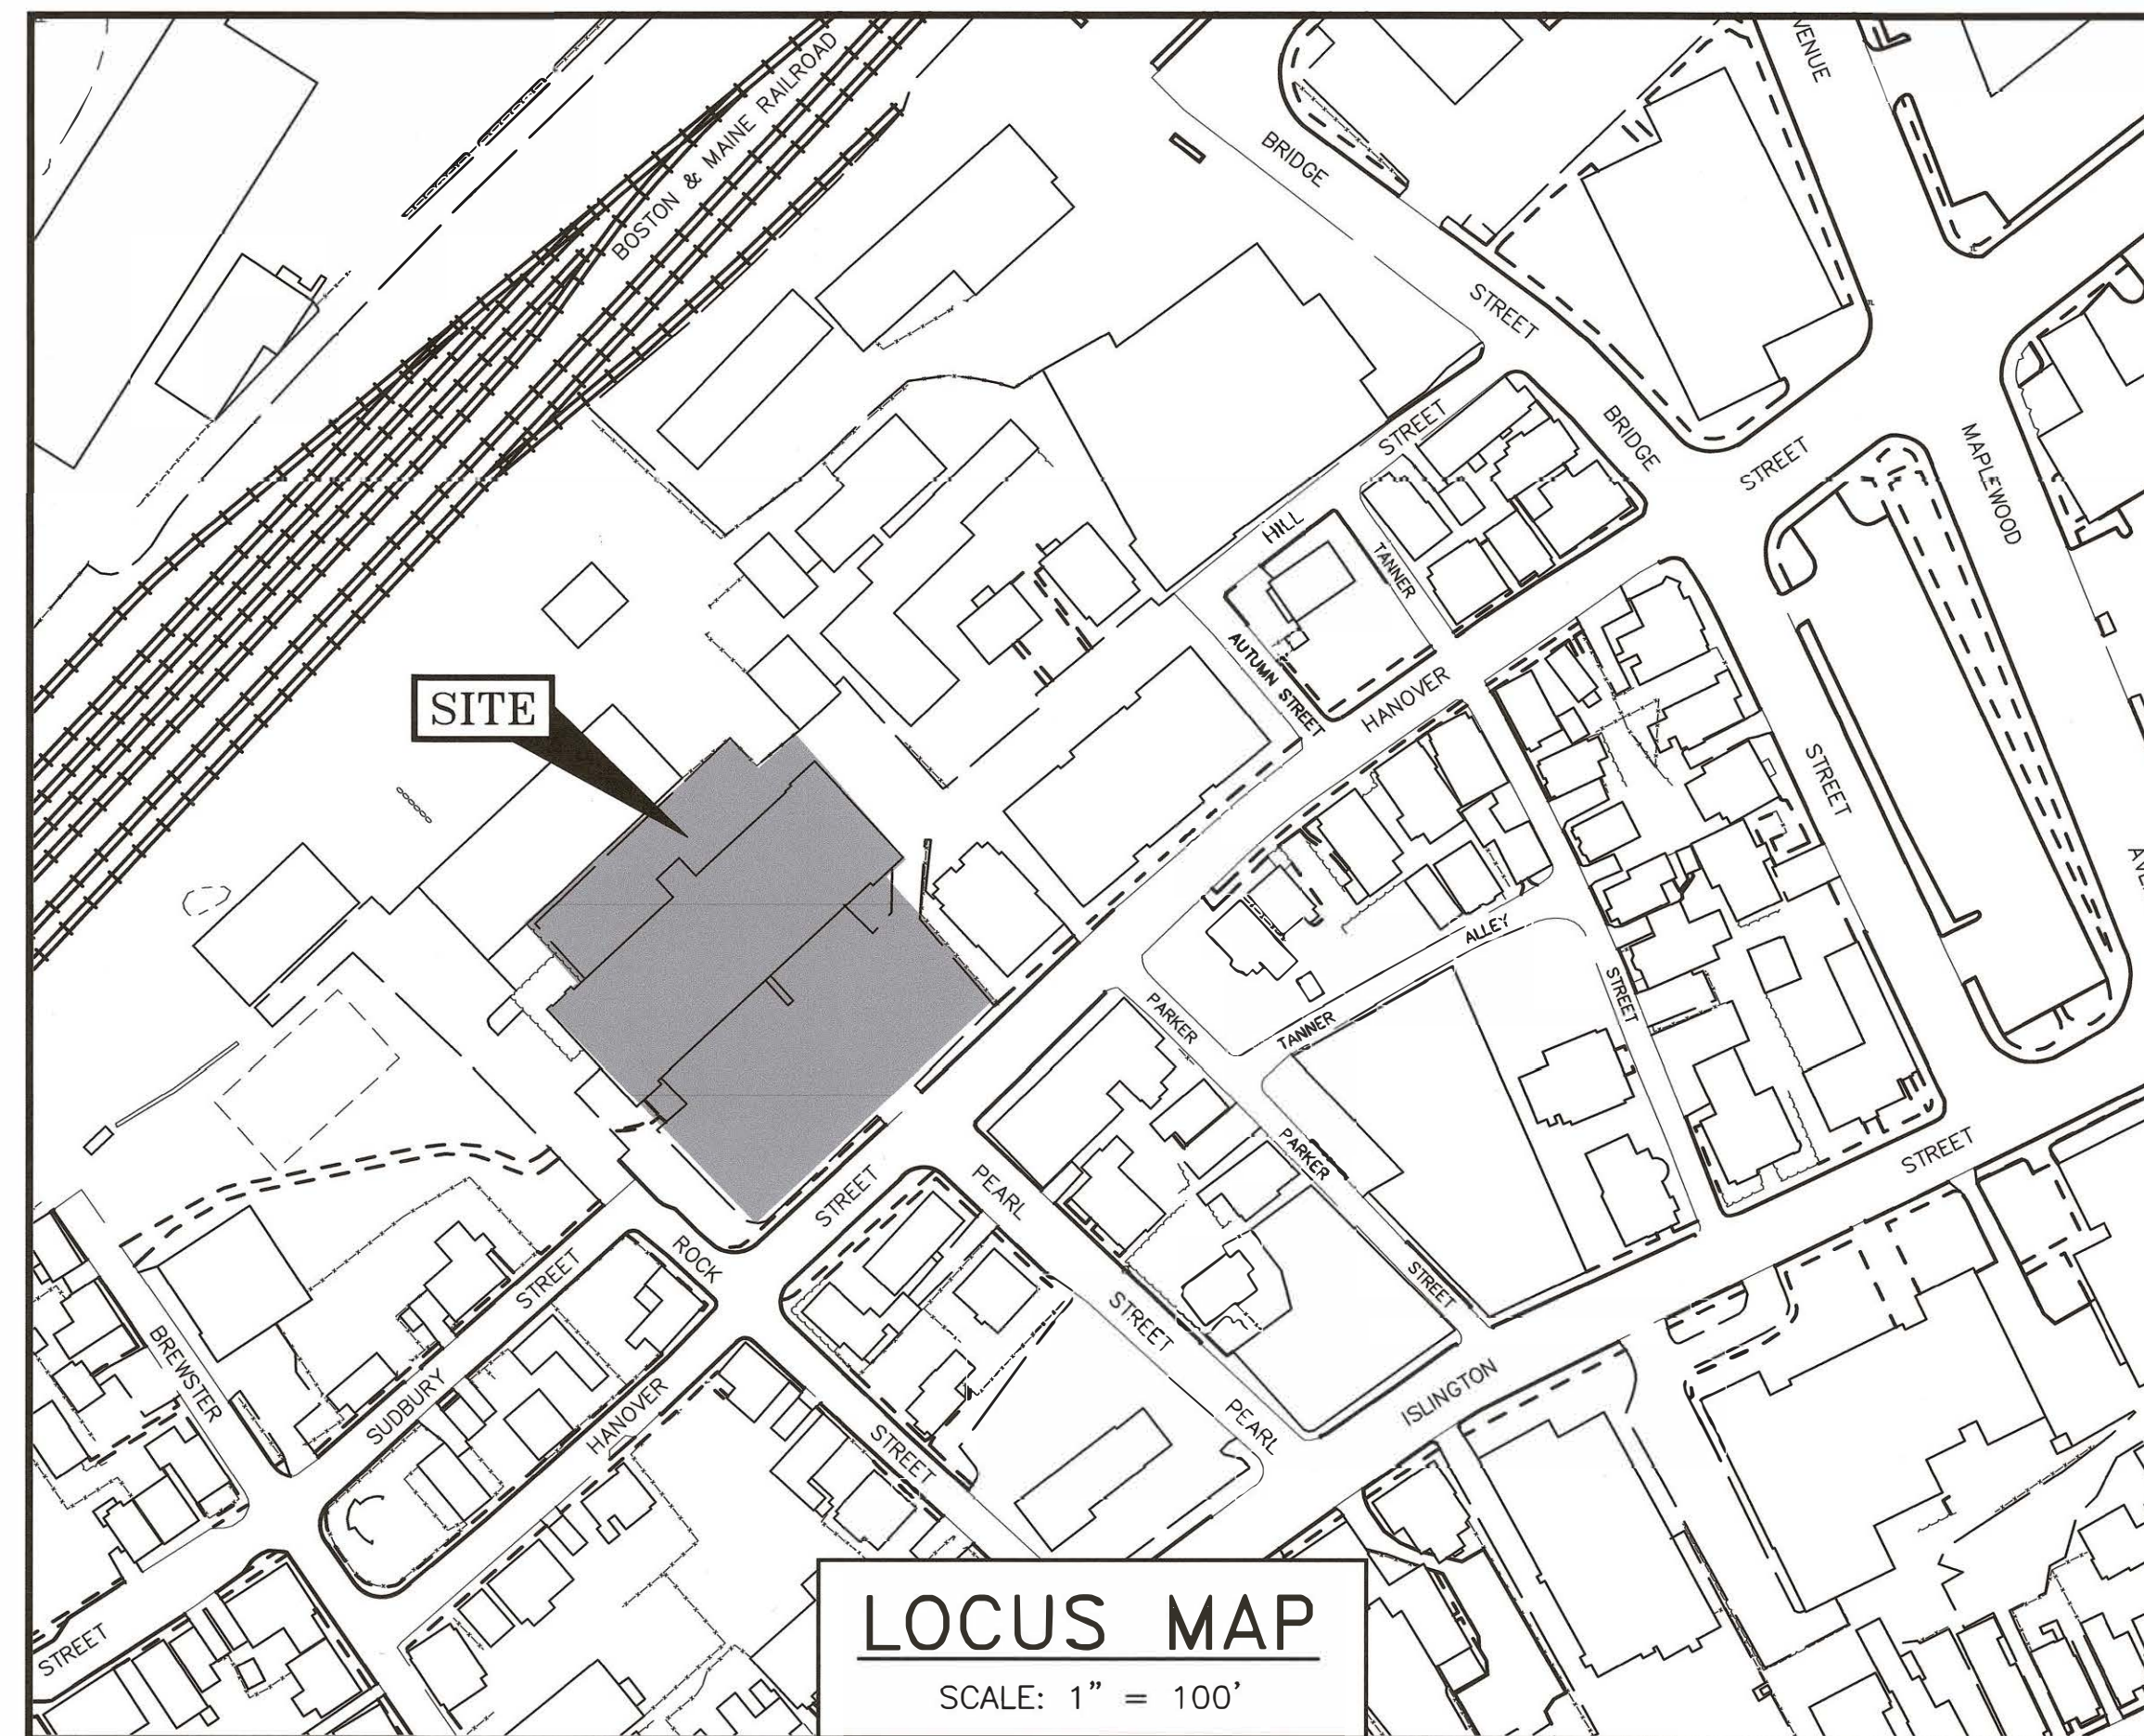 VENUE
BOSTON & MAINE RAILROAD
BRIDGE
STREET
STREET
BRIDGE
STREET
MAPLEWOOD
HILL
TANNER
AUTUMN STREET
HANOVER
SITE
STREET
AVE
ALLEY
STREET
PARKER
TANNER
PARKER
STREET
STREET
PEARL
ROCK
STREET
STREET
STREET
BREWSTER
SUDBURY
HANOVER
ISLINGTON
STREET
PEARL
STREET
LOCUS MAP
SCALE: 1" = 100'